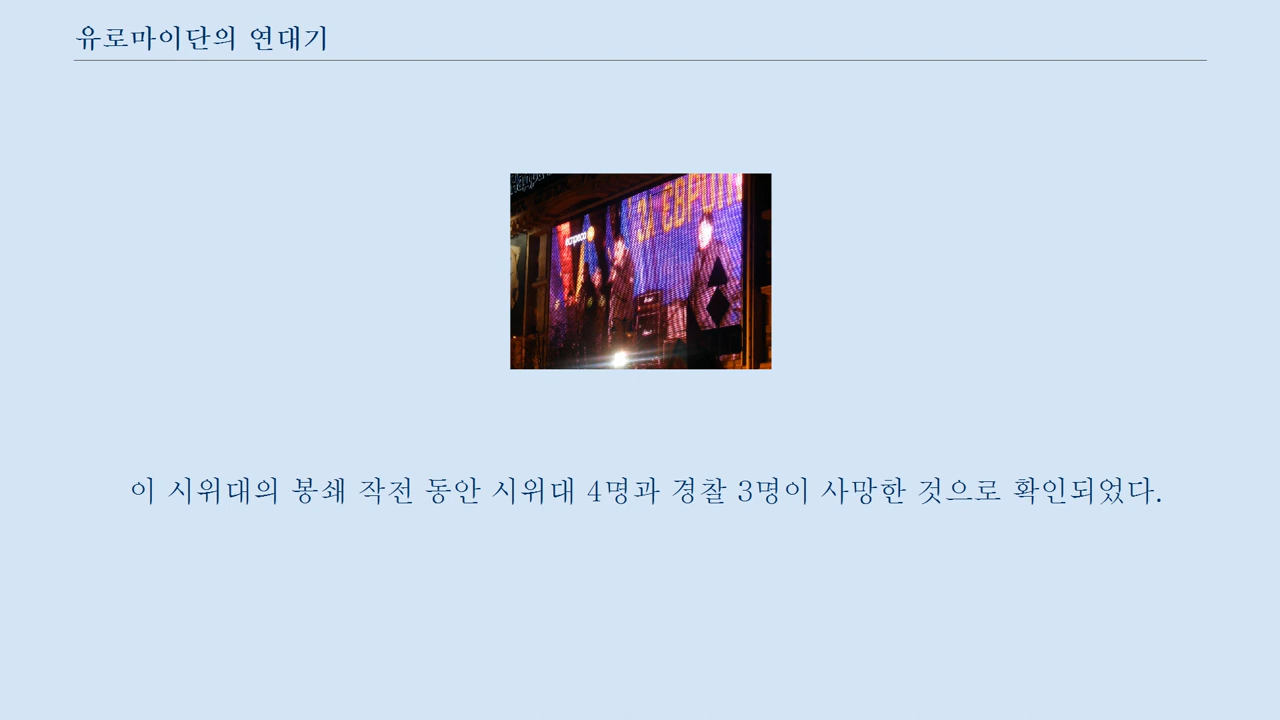 유로마이단의 연대기
ЄВРОП
이 시위대의 봉쇄 작전 동안 시위대 4명과 경찰 3명이 사망한 것으로 확인되었다.